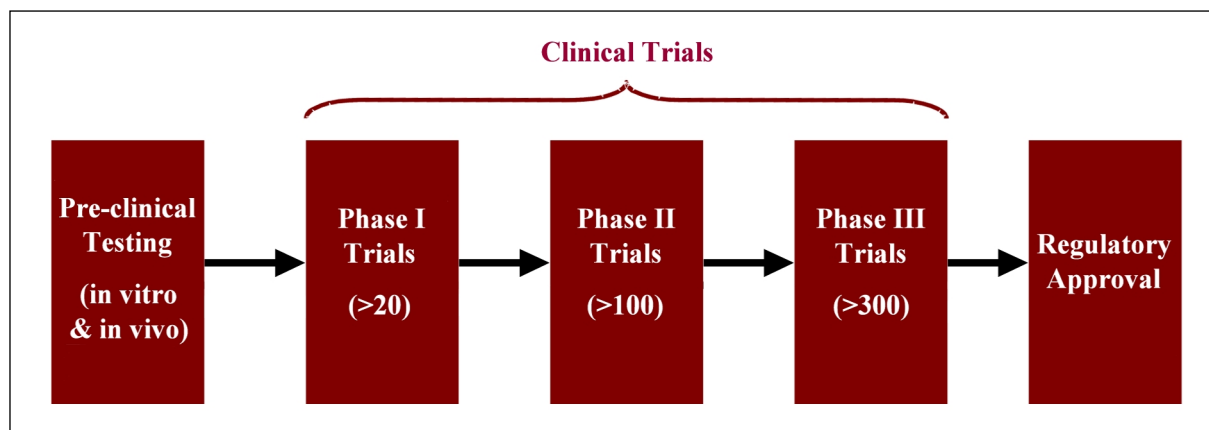 Clinical Trials
Pre-clinical
Testing
(in vitro
& in vivo)
Phase I
Trials
(>20)
Phase II
Trials
(>100)
Phase III
Trials
(>300)
Regulatory
Approval